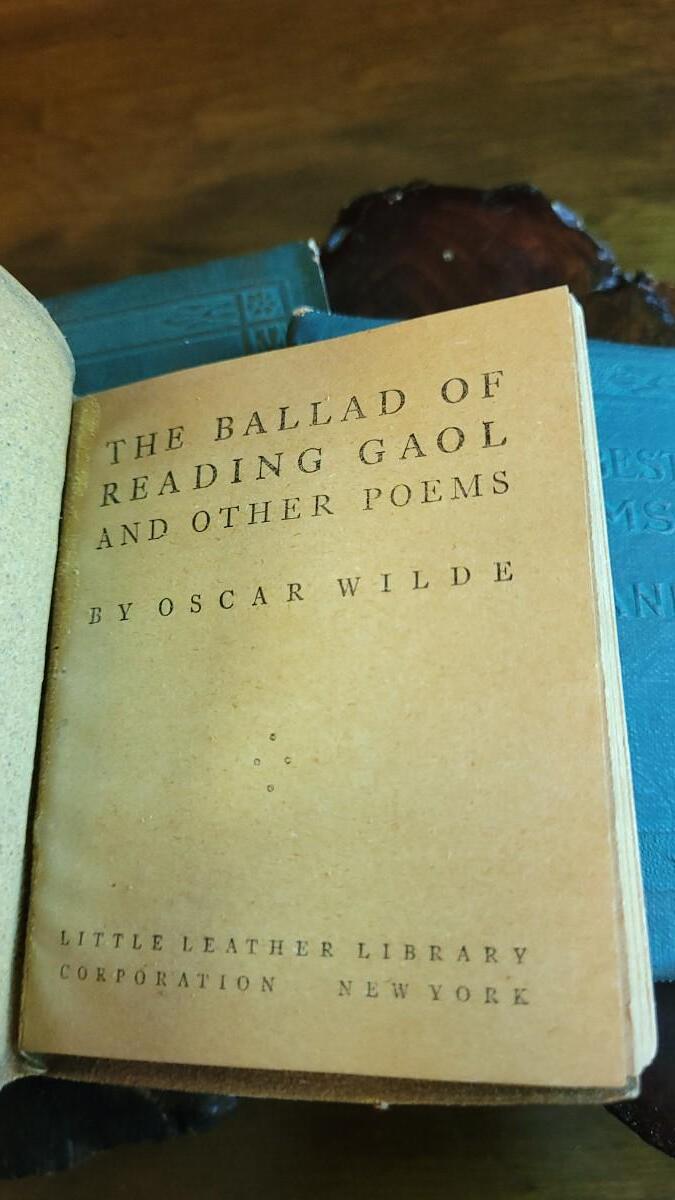 THE BALLAD OF
READING GAOL
AND OTHER POEMS
BY OSCAR WILDE
LITTLE LEATHER LIBRARY
CORPORATION NEW YORK